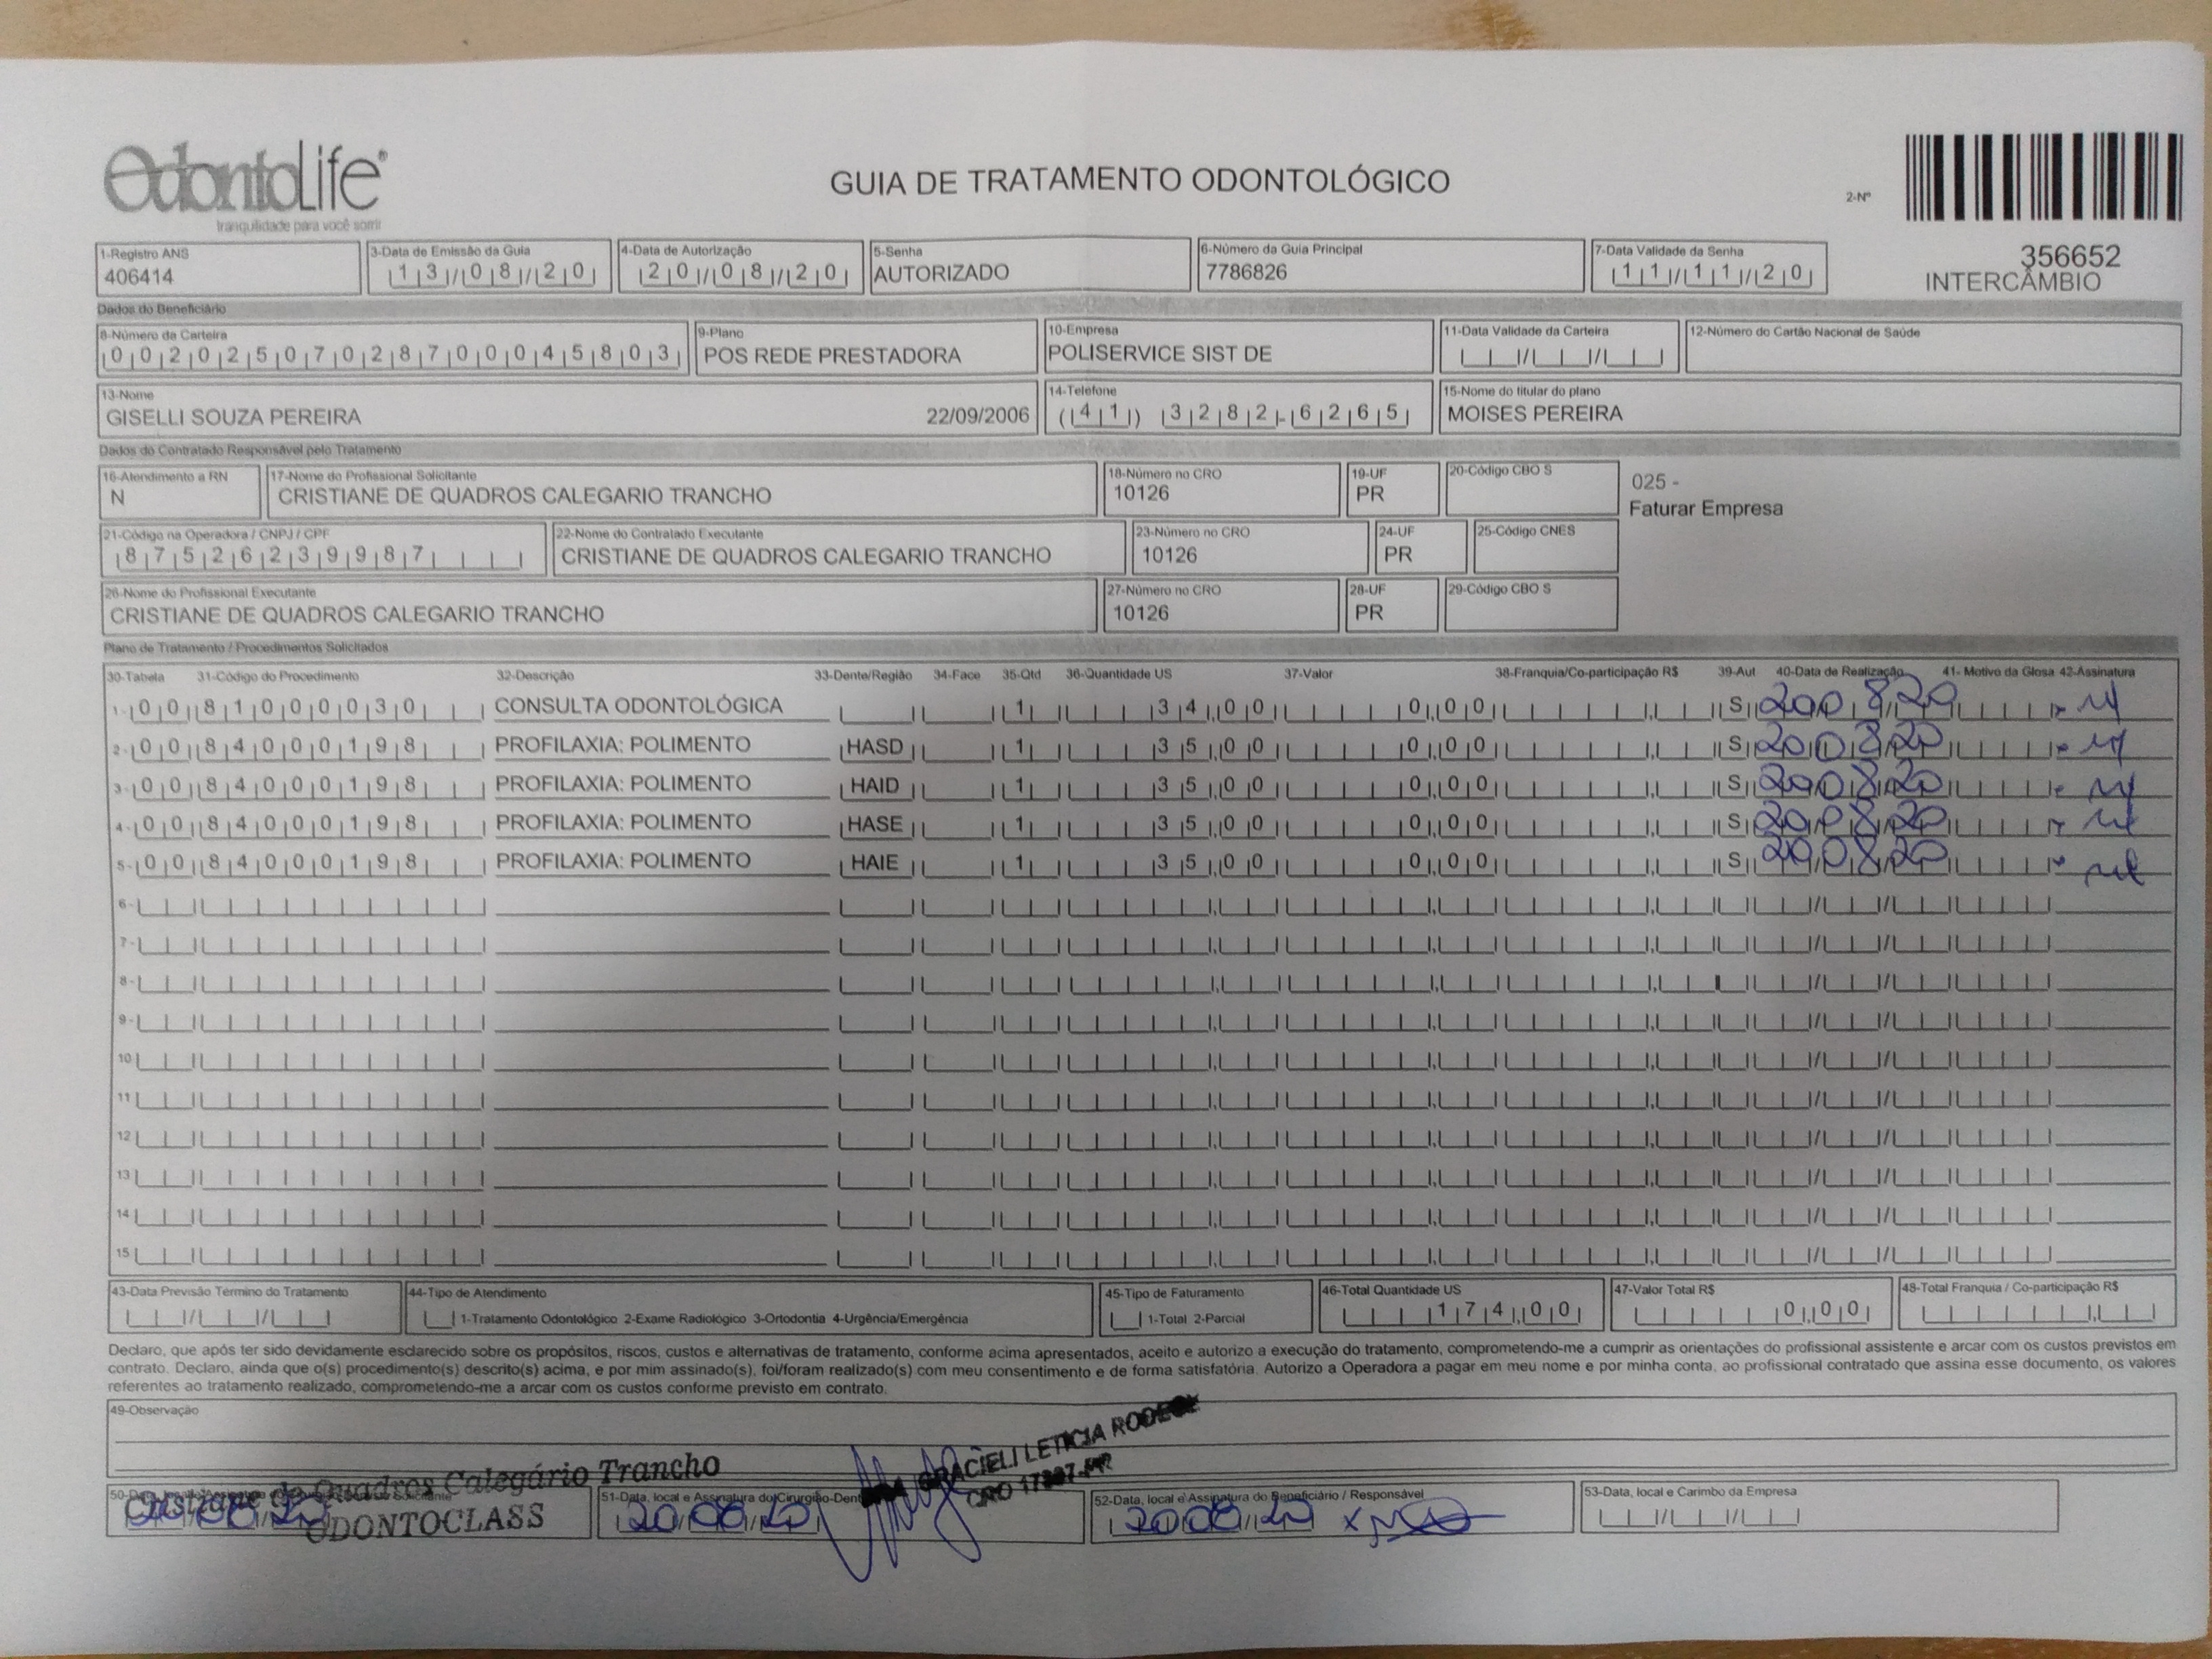 OdontoLife®
tranquilidade para você sorrir
GUIA DE TRATAMENTO ODONTOLÓGICO
2-Nº
356652
INTERCÂMBIO
1-Registro ANS
406414
3-Data de Emissão da Guia
13/08/20
4-Data de Autorização
20/08/20
5-Senha
AUTORIZADO
6-Número da Guia Principal
7786826
7-Data Validade da Senha
11/11/20
Dados do Beneficiário
8-Número da Carteira
00202507028700045803
9-Plano
POS REDE PRESTADORA
10-Empresa
POLISERVICE SIST DE
11-Data Validade da Carteira
12-Número do Cartão Nacional de Saúde
13-Nome
GISELLI SOUZA PEREIRA 22/09/2006
14-Telefone
(41) 3282-6265
15-Nome do titular do plano
MOISES PEREIRA
Dados do Contratado Responsável pelo Tratamento
16-Atendimento a RN
N
17-Nome do Profissional Solicitante
CRISTIANE DE QUADROS CALEGARIO TRANCHO
18-Número no CRO
10126
19-UF
PR
20-Código CBO S
025 -
Faturar Empresa
21-Código na Operadora / CNPJ / CPF
87526239987
22-Nome do Contratado Executante
CRISTIANE DE QUADROS CALEGARIO TRANCHO
23-Número no CRO
10126
24-UF
PR
25-Código CNES
26-Nome do Profissional Executante
CRISTIANE DE QUADROS CALEGARIO TRANCHO
27-Número no CRO
10126
28-UF
PR
29-Código CBO S
Plano de Tratamento / Procedimentos Solicitados
30-Tabela 31-Código do Procedimento 32-Descrição 33-Dente/Região 34-Face 35-Qtd 36-Quantidade US 37-Valor 38-Franquia/Co-participação R$ 39-Aut 40-Data de Realização 41- Motivo da Glosa 42-Assinatura
1- 00 81000030 CONSULTA ODONTOLÓGICA 1 34,00 0,00 S 20 08 20
2- 00 84000198 PROFILAXIA: POLIMENTO HASD 1 35,00 0,00 S 20 08 20
3- 00 84000198 PROFILAXIA: POLIMENTO HAID 1 35,00 0,00 S 20 08 20
4- 00 84000198 PROFILAXIA: POLIMENTO HASE 1 35,00 0,00 S 20 08 20
5- 00 84000198 PROFILAXIA: POLIMENTO HAIE 1 35,00 0,00 S 20 08 20
6-
7-
8-
9-
10
11
12
13
14
15
43-Data Previsão Término do Tratamento
44-Tipo de Atendimento
1-Tratamento Odontológico 2-Exame Radiológico 3-Ortodontia 4-Urgência/Emergência
45-Tipo de Faturamento
1-Total 2-Parcial
46-Total Quantidade US
174,00
47-Valor Total R$
0,00
48-Total Franquia / Co-participação R$
Declaro, que após ter sido devidamente esclarecido sobre os propósitos, riscos, custos e alternativas de tratamento, conforme acima apresentados, aceito e autorizo a execução do tratamento, comprometendo-me a cumprir as orientações do profissional assistente e arcar com os custos previstos em
contrato. Declaro, ainda que o(s) procedimento(s) descrito(s) acima, e por mim assinado(s), foi/foram realizado(s) com meu consentimento e de forma satisfatória. Autorizo a Operadora a pagar em meu nome e por minha conta, ao profissional contratado que assina esse documento, os valores
referentes ao tratamento realizado, comprometendo-me a arcar com os custos conforme previsto em contrato.
49-Observação
Cristiane de Quadros Calegário Trancho
ODONTOCLASS
20/08/20
51-Data, local e Assinatura do Cirurgião-Dent
20/08/20
GRACIELI LETICIA
CRO
52-Data, local e Assinatura do Beneficiário / Responsável
20/08/20 x
53-Data, local e Carimbo da Empresa